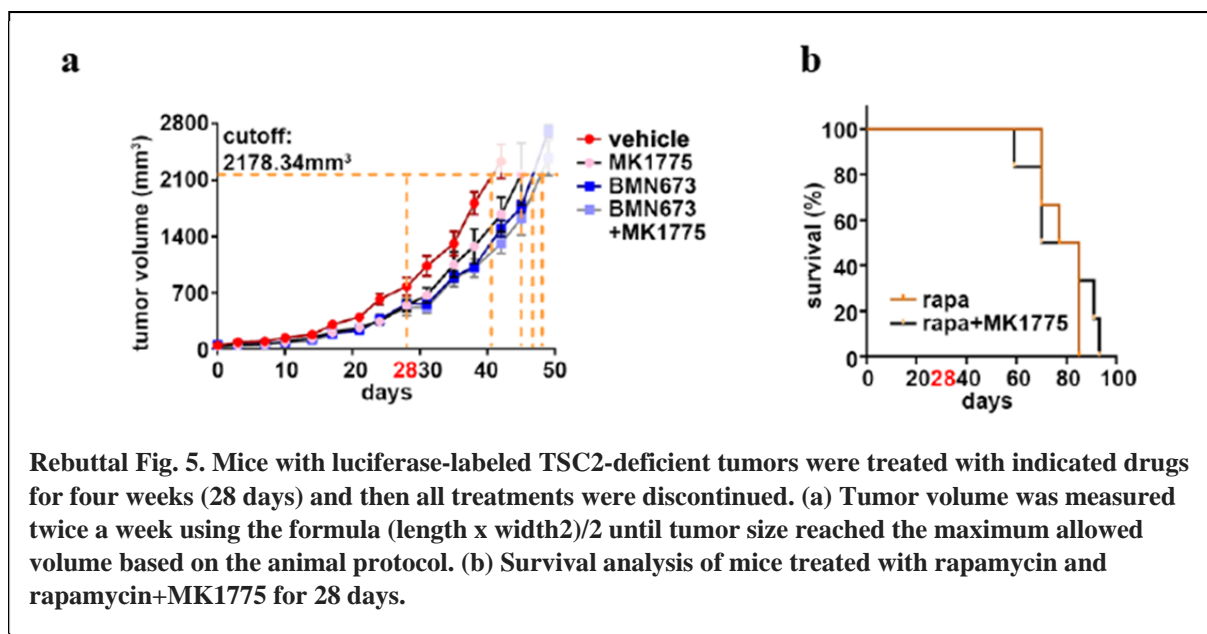 a
b
2800
2100
1400
700
0
tumor volume (mm³)
cutoff:
2178.34mm³
0 10 20 28 30 40 50
days
vehicle
MK1775
BMN673
BMN673
+MK1775
100
80
60
40
20
0
survival (%)
rapa
rapa+MK1775
0 20 28 40 60 80 100
days
Rebuttal Fig. 5. Mice with luciferase-labeled TSC2-deficient tumors were treated with indicated drugs
for four weeks (28 days) and then all treatments were discontinued. (a) Tumor volume was measured
twice a week using the formula (length x width2)/2 until tumor size reached the maximum allowed
volume based on the animal protocol. (b) Survival analysis of mice treated with rapamycin and
rapamycin+MK1775 for 28 days.